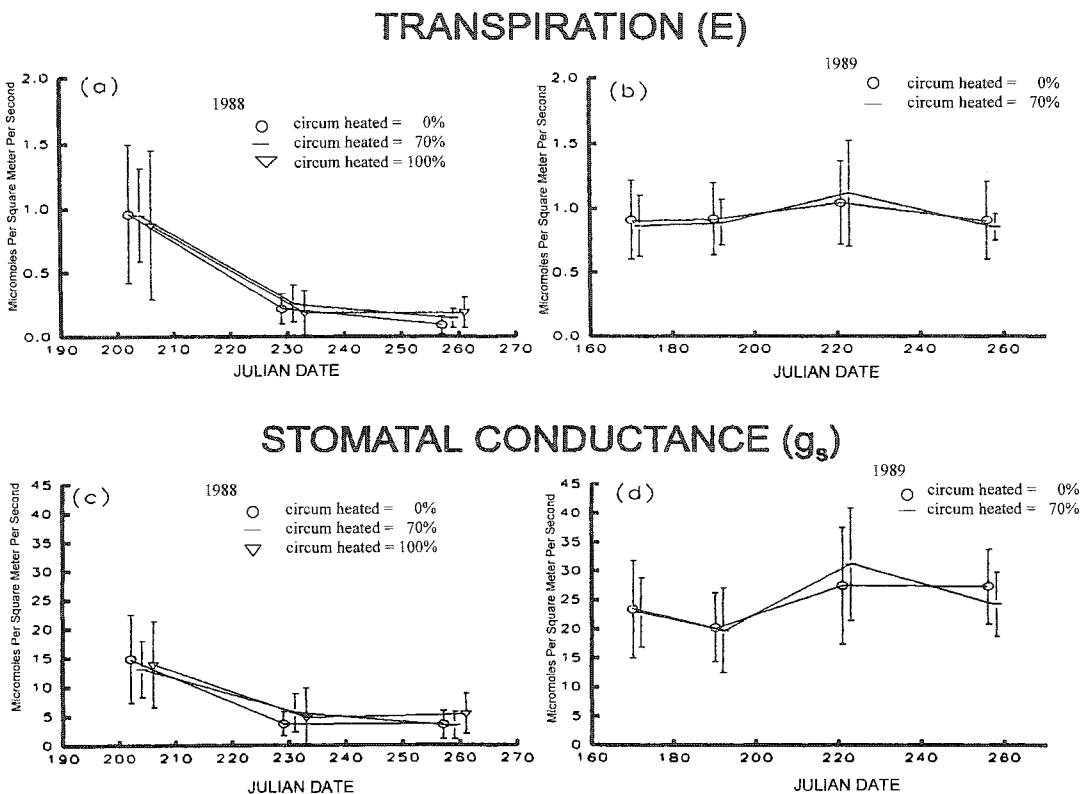 TRANSPIRATION (E)
(a)
1988
circum heated = 0%
circum heated = 70%
circum heated = 100%
Micromoles Per Square Meter Per Second
2.0
1.5
1.0
0.5
0.0
190 200 210 220 230 240 250 260 270
JULIAN DATE
(b)
1989
circum heated = 0%
circum heated = 70%
Micromoles Per Square Meter Per Second
2.0
1.5
1.0
0.5
0.0
160 180 200 220 240 260
JULIAN DATE
STOMATAL CONDUCTANCE (gs)
(c)
1988
circum heated = 0%
circum heated = 70%
circum heated = 100%
Micromoles Per Square Meter Per Second
45
40
35
30
25
20
15
10
5
0
190 200 210 220 230 240 250 260 270
JULIAN DATE
(d)
1989
circum heated = 0%
circum heated = 70%
Micromoles Per Square Meter Per Second
45
40
35
30
25
20
15
10
5
0
160 180 200 220 240 260
JULIAN DATE